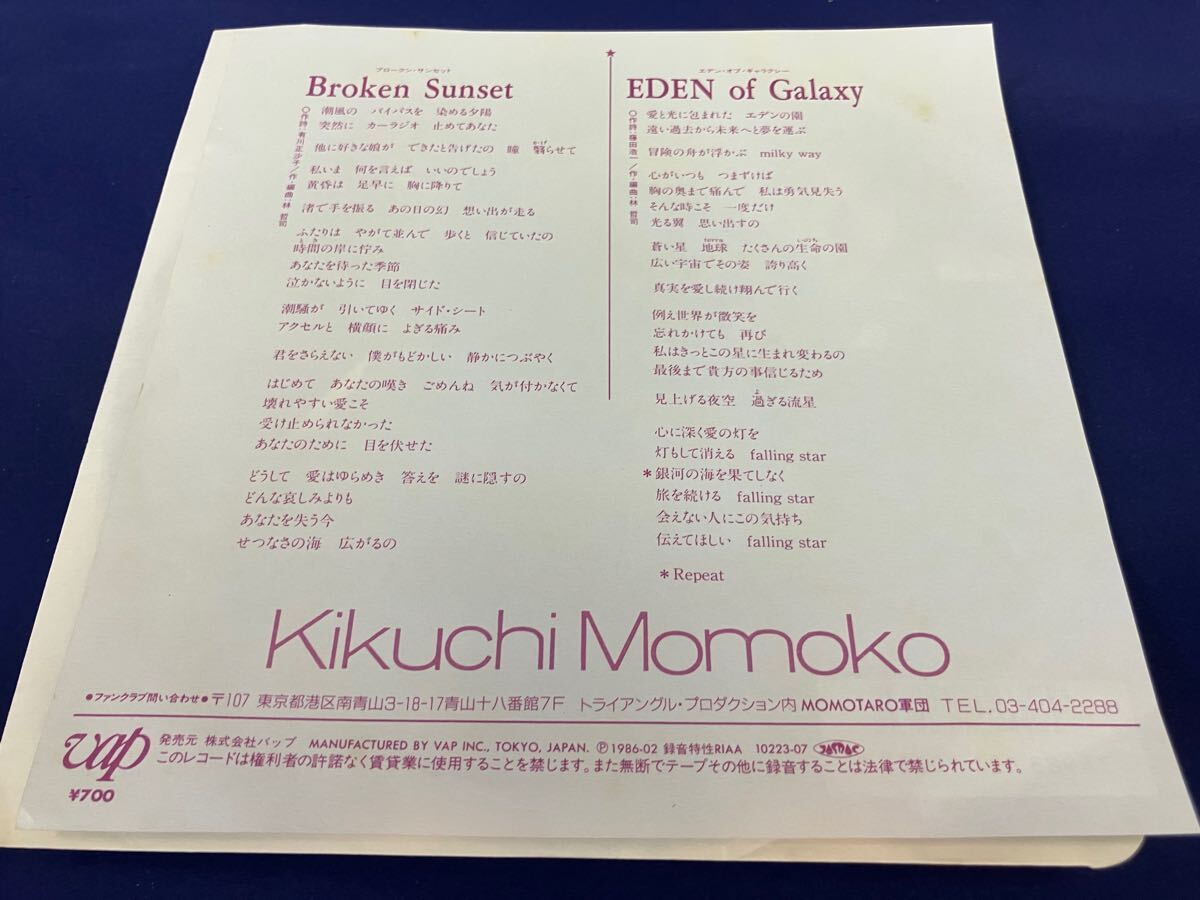 ブロークン・サンセット
Broken Sunset
○作詩:有川正沙子/作・編曲:林 哲司
潮風の バイパスを 染める夕陽
突然に カーラジオ 止めてあなた
他に好きな娘が できたと告げたの 瞳 翳らせて
かげ
私いま 何を言えば いいのでしょう
黄昏は 足早に 胸に降りて
渚で手を振る あの日の幻 想い出が走る
ふたりは やがて並んで 歩くと 信じていたの
とき
時間の岸に佇み
あなたを待った季節
泣かないように 目を閉じた
潮騒が 引いてゆく サイド・シート
アクセルと 横顔に よぎる痛み
君をさらえない 僕がもどかしい 静かにつぶやく
はじめて あなたの嘆き ごめんね 気が付かなくて
壊れやすい愛こそ
受け止められなかった
あなたのために 目を伏せた
どうして 愛はゆらめき 答えを 謎に隠すの
どんな哀しみよりも
あなたを失う今
せつなさの海 広がるの
★
エデン・オブ・ギャラクシー
EDEN of Galaxy
○作詩:藤田浩一/作・編曲:林 哲司
愛と光に包まれた エデンの園
遠い過去から未来へと夢を運ぶ
冒険の舟が浮かぶ milky way
心がいつも つまずけば
胸の奥まで痛んで 私は勇気見失う
そんな時こそ 一度だけ
光る翼 思い出すの
terra いのち
蒼い星 地球 たくさんの生命の園
広い宇宙でその姿 誇り高く
真実を愛し続け翔んで行く
例え世界が微笑を
忘れかけても 再び
私はきっとこの星に生まれ変わるの
最後まで貴方の事信じるため
よ
見上げる夜空 過ぎる流星
心に深く愛の灯を
灯もして消える falling star
*銀河の海を果てしなく
旅を続ける falling star
会えない人にこの気持ち
伝えてほしい falling star
*Repeat
Kikuchi Momoko
●ファンクラブ問い合わせ●〒107 東京都港区南青山3-18-17青山十八番館7F トライアングル・プロダクション内 MOMOTARO軍団 TEL.03-404-2288
vap
発売元 株式会社バップ MANUFACTURED BY VAP INC., TOKYO, JAPAN. Ⓟ1986-02 録音特性RIAA 10223-07 JASRAC
このレコードは権利者の許諾なく賃貸業に使用することを禁じます。また無断でテープその他に録音することは法律で禁じられています。
¥700